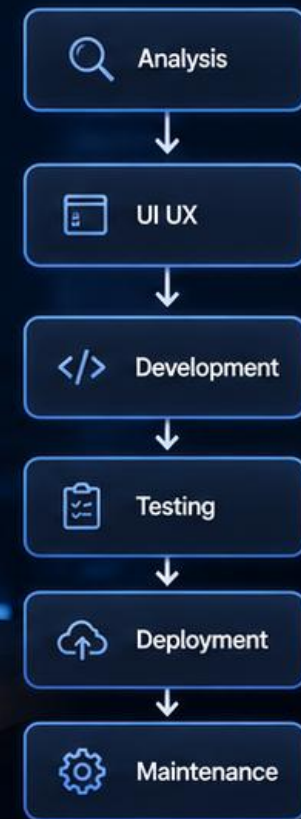 Analysis
UI UX
Development
Testing
Deployment
Maintenance